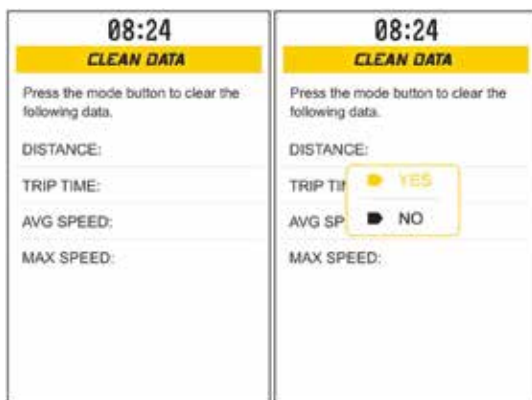 08:24
CLEAN DATA
Press the mode button to clear the
following data.
DISTANCE:
TRIP TIME:
AVG SPEED:
MAX SPEED:
08:24
CLEAN DATA
Press the mode button to clear the
following data.
DISTANCE:
TRIP TI
YES
AVG SP
NO
MAX SPEED: